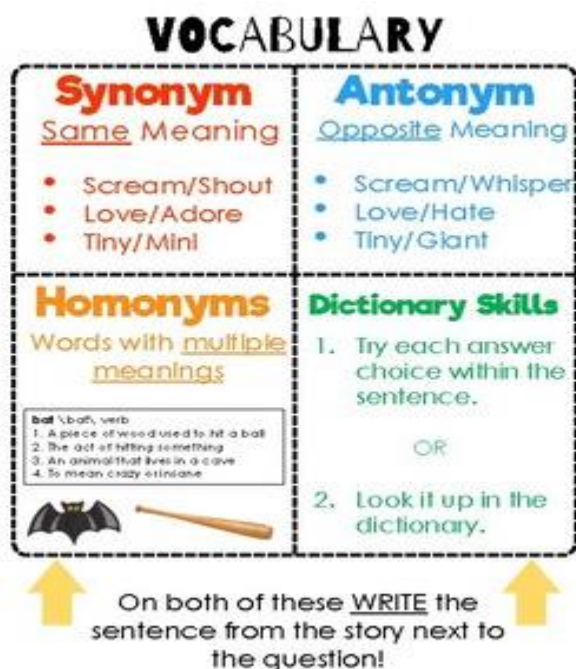 VOCABULARY
Synonym
Same Meaning
• Scream/Shout
• Love/Adore
• Tiny/Mini
Antonym
Opposite Meaning
• Scream/Whisper
• Love/Hate
• Tiny/Giant
Homonyms
Words with multiple
meanings
bat \bat\, verb
1. A piece of wood used to hit a ball
2. The act of hitting something
3. An animal that lives in a cave
4. To mean crazy or insane
Dictionary Skills
1. Try each answer
choice within the
sentence.
OR
2. Look it up in the
dictionary.
On both of these WRITE the
sentence from the story next to
the question!